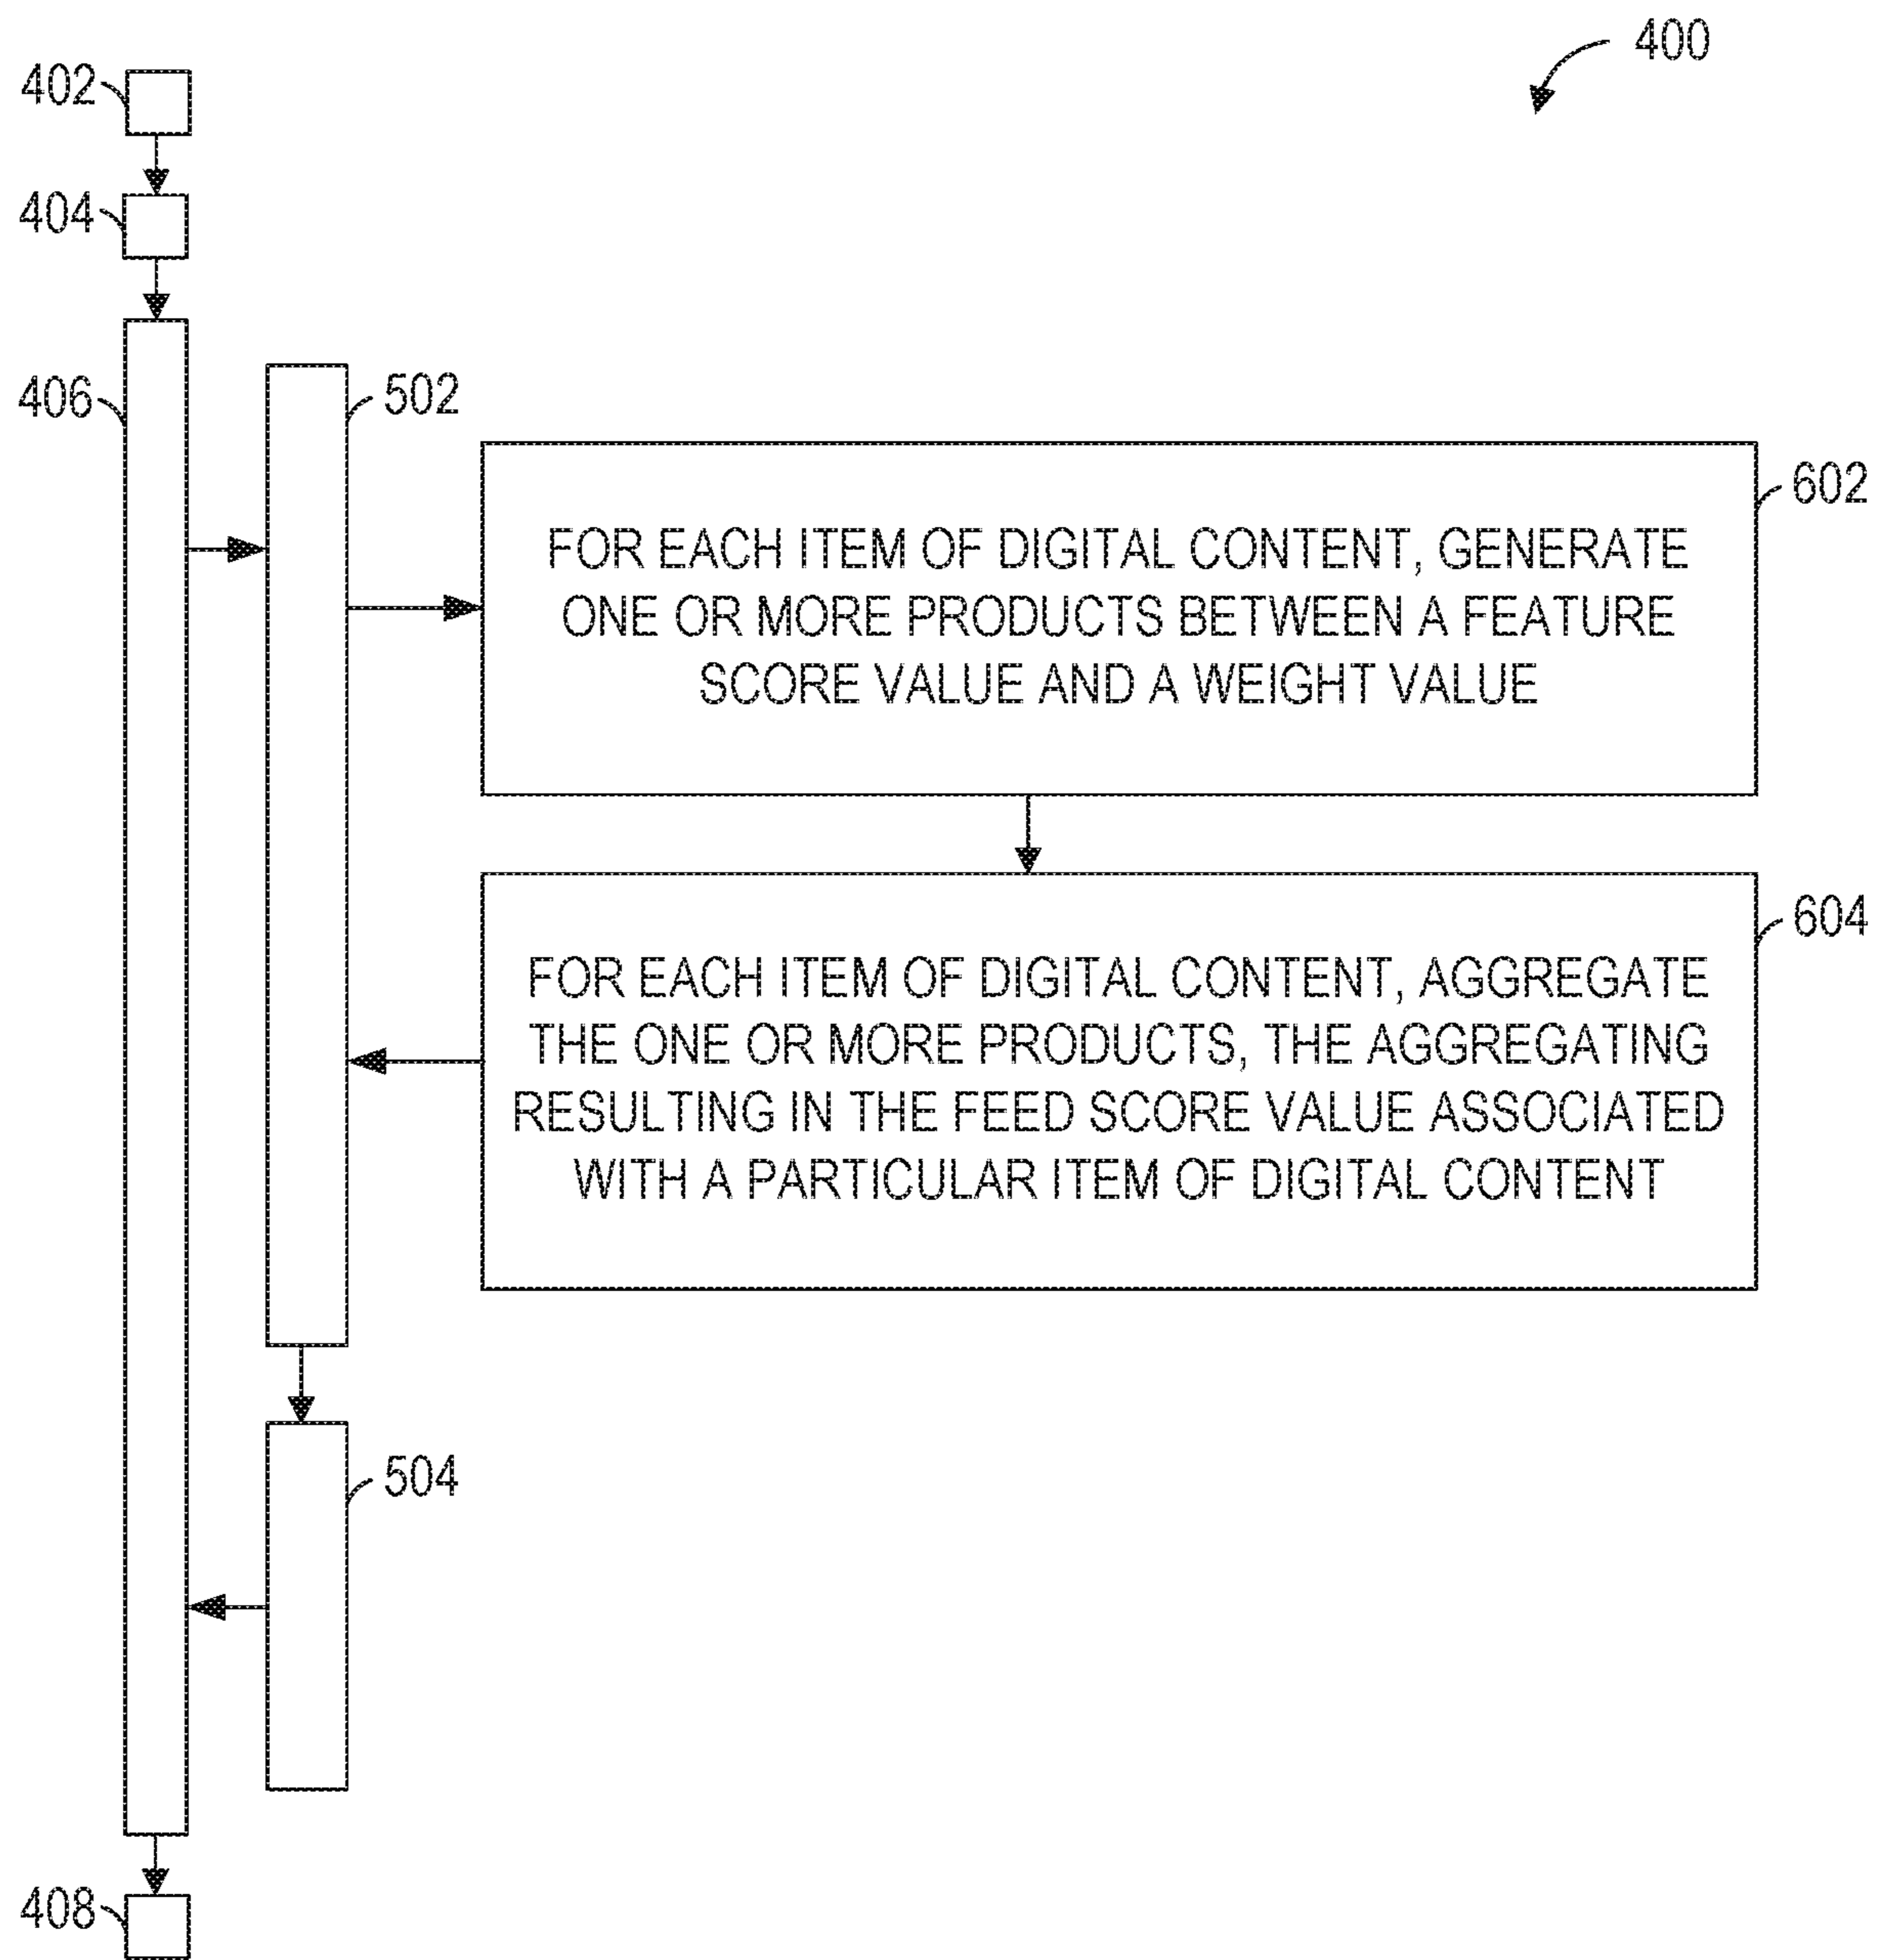 400
402
404
406
502
602
FOR EACH ITEM OF DIGITAL CONTENT, GENERATE
ONE OR MORE PRODUCTS BETWEEN A FEATURE
SCORE VALUE AND A WEIGHT VALUE
604
FOR EACH ITEM OF DIGITAL CONTENT, AGGREGATE
THE ONE OR MORE PRODUCTS, THE AGGREGATING
RESULTING IN THE FEED SCORE VALUE ASSOCIATED
WITH A PARTICULAR ITEM OF DIGITAL CONTENT
504
408